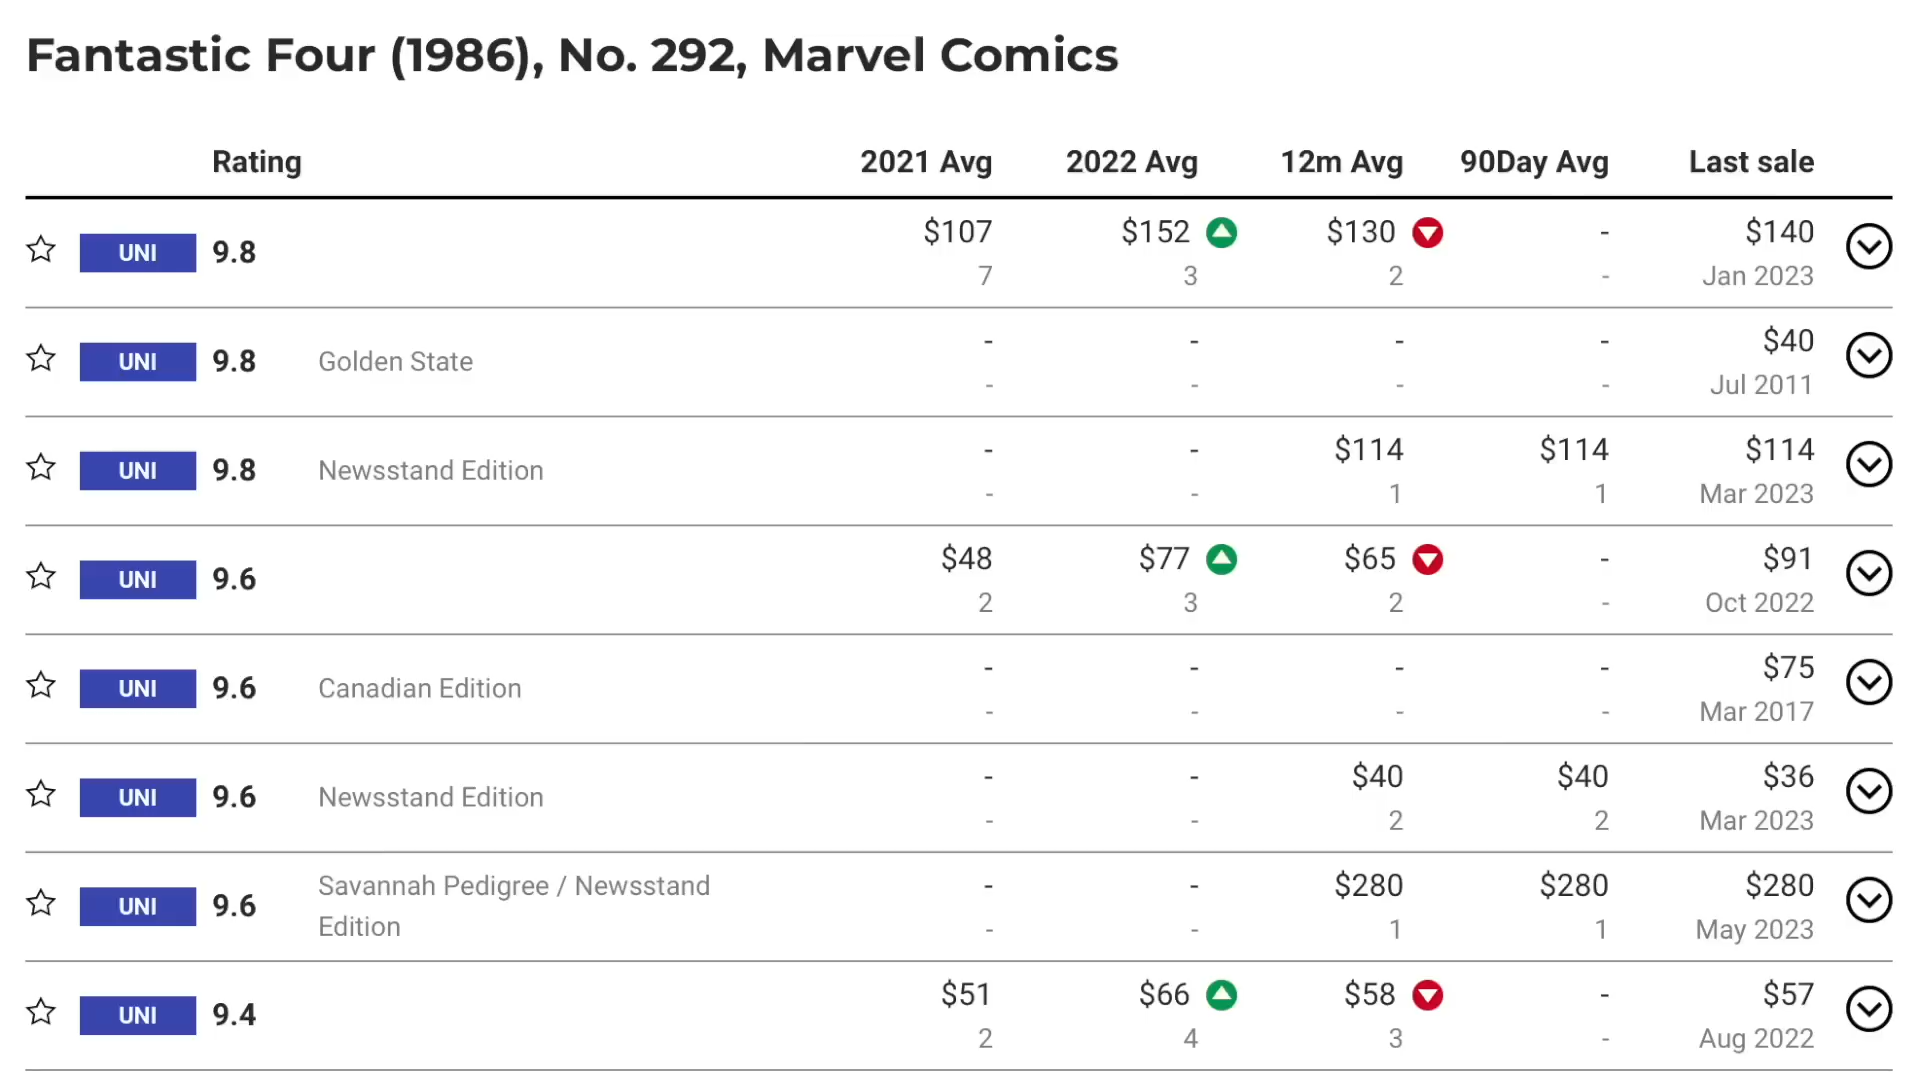 Fantastic Four (1986), No. 292, Marvel Comics
Rating 2021 Avg 2022 Avg 12m Avg 90Day Avg Last sale
UNI 9.8 $107 $152 $130 - $140
7 3 2 - Jan 2023
UNI 9.8 Golden State - - - - $40
- - - - Jul 2011
UNI 9.8 Newsstand Edition - - $114 $114 $114
- - 1 1 Mar 2023
UNI 9.6 $48 $77 $65 - $91
2 3 2 - Oct 2022
UNI 9.6 Canadian Edition - - - - $75
- - - - Mar 2017
UNI 9.6 Newsstand Edition - - $40 $40 $36
- - 2 2 Mar 2023
UNI 9.6 Savannah Pedigree / Newsstand - - $280 $280 $280
Edition - - 1 1 May 2023
UNI 9.4 $51 $66 $58 - $57
2 4 3 - Aug 2022